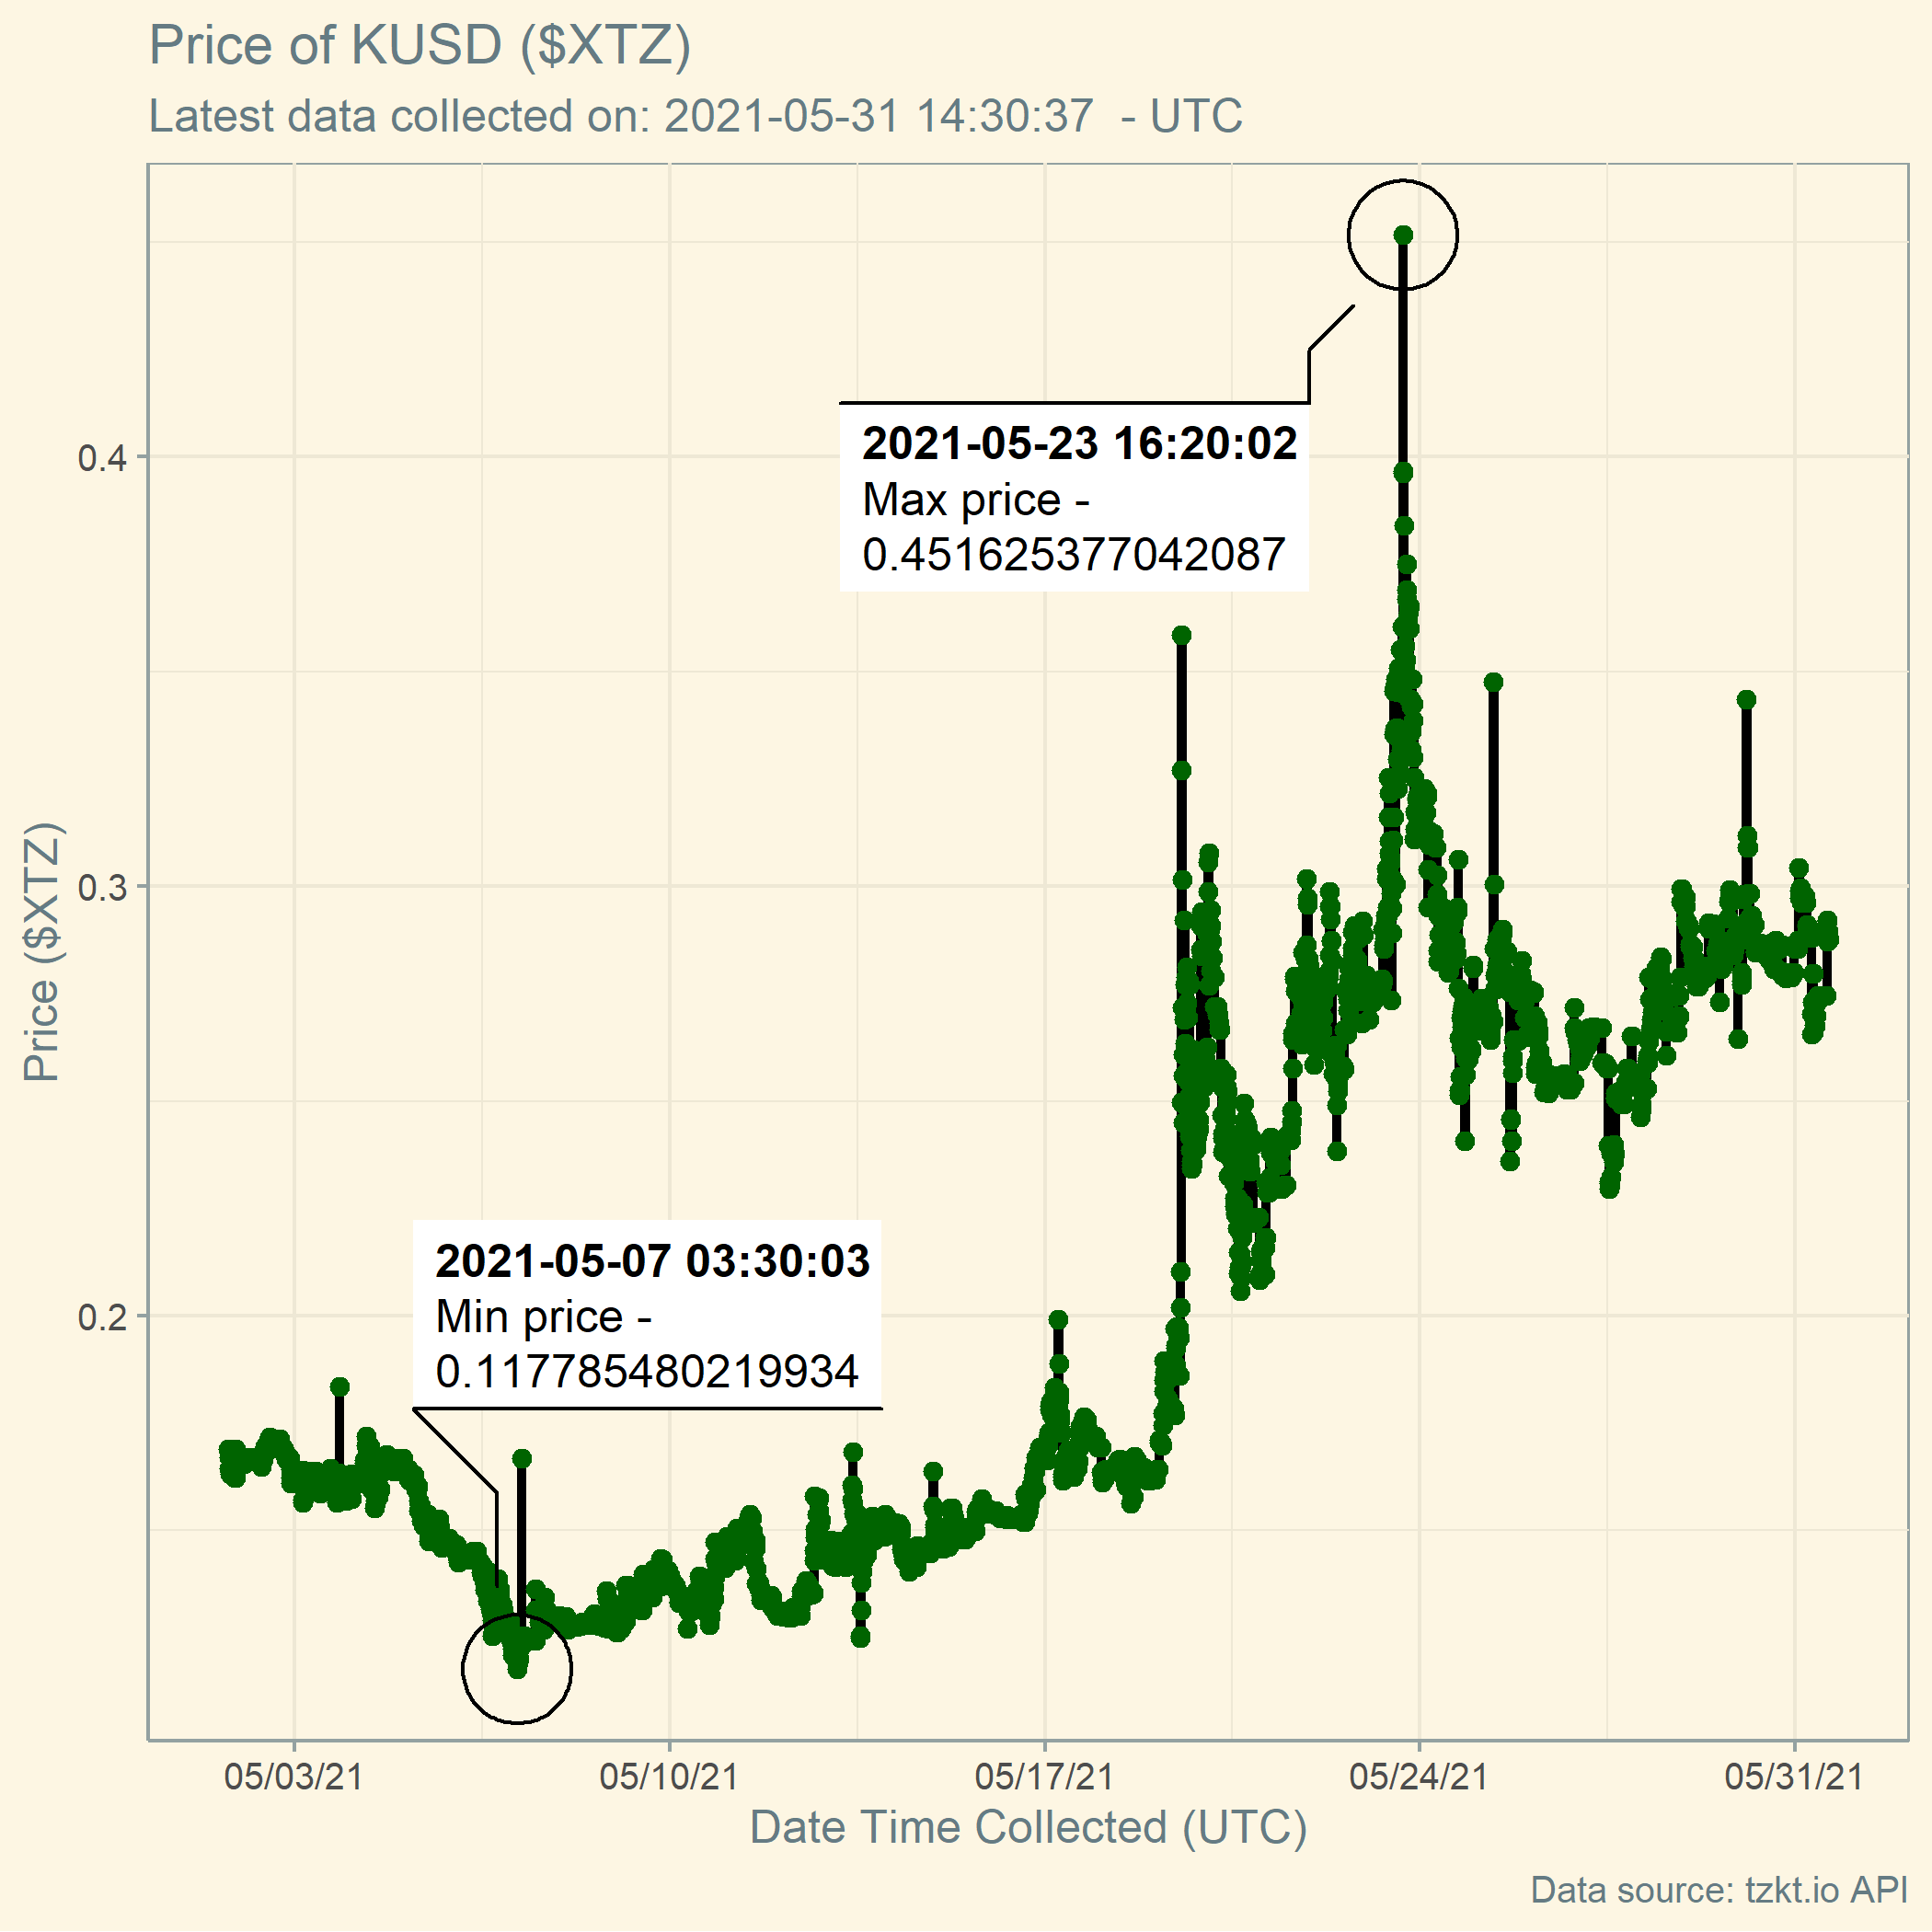 Price of KUSD ($XTZ)
Latest data collected on: 2021-05-31 14:30:37  - UTC
2021-05-23 16:20:02
Max price -
0.451625377042087
2021-05-07 03:30:03
Min price -
0.117785480219934
Price ($XTZ)
0.4
0.3
0.2
05/03/21
05/10/21
05/17/21
05/24/21
05/31/21
Date Time Collected (UTC)
Data source: tzkt.io API